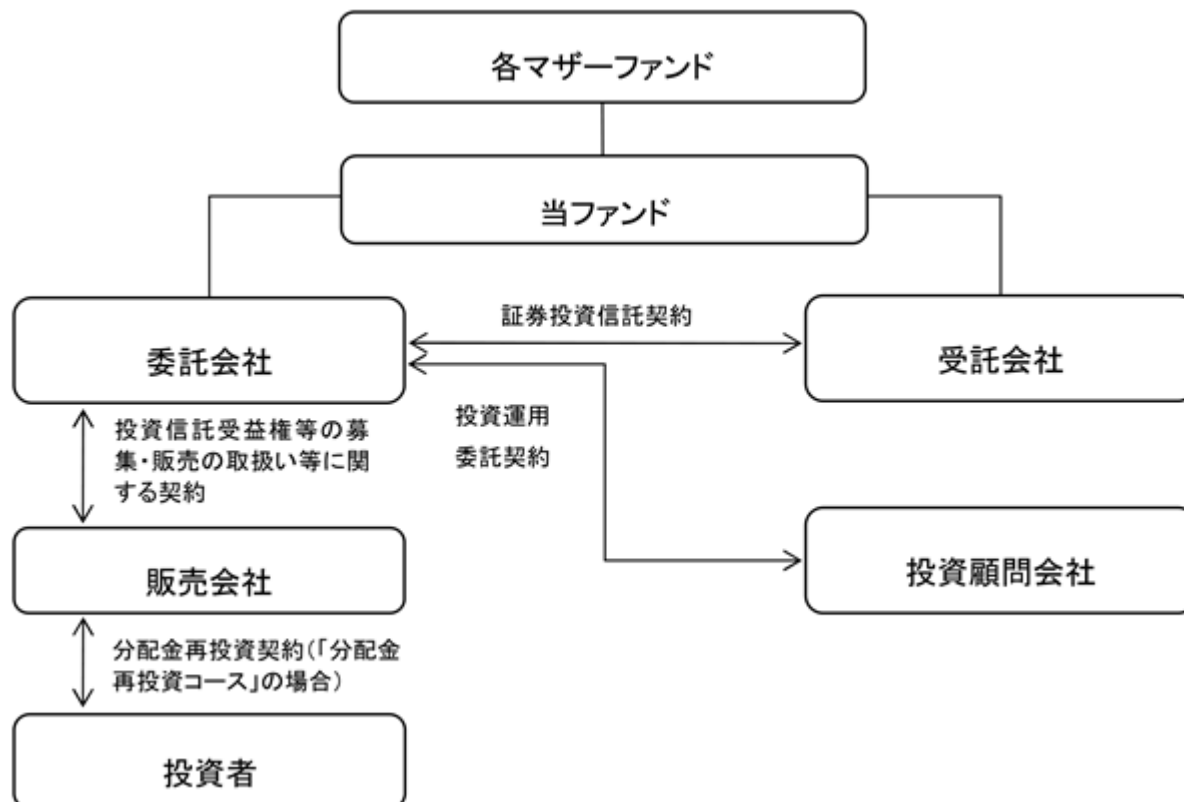 各マザーファンド
当ファンド
証券投資信託契約
委託会社
受託会社
投資信託受益権等の募
集・販売の取扱い等に関
する契約
投資運用
委託契約
販売会社
投資顧問会社
分配金再投資契約(「分配金
再投資コース」の場合)
投資者